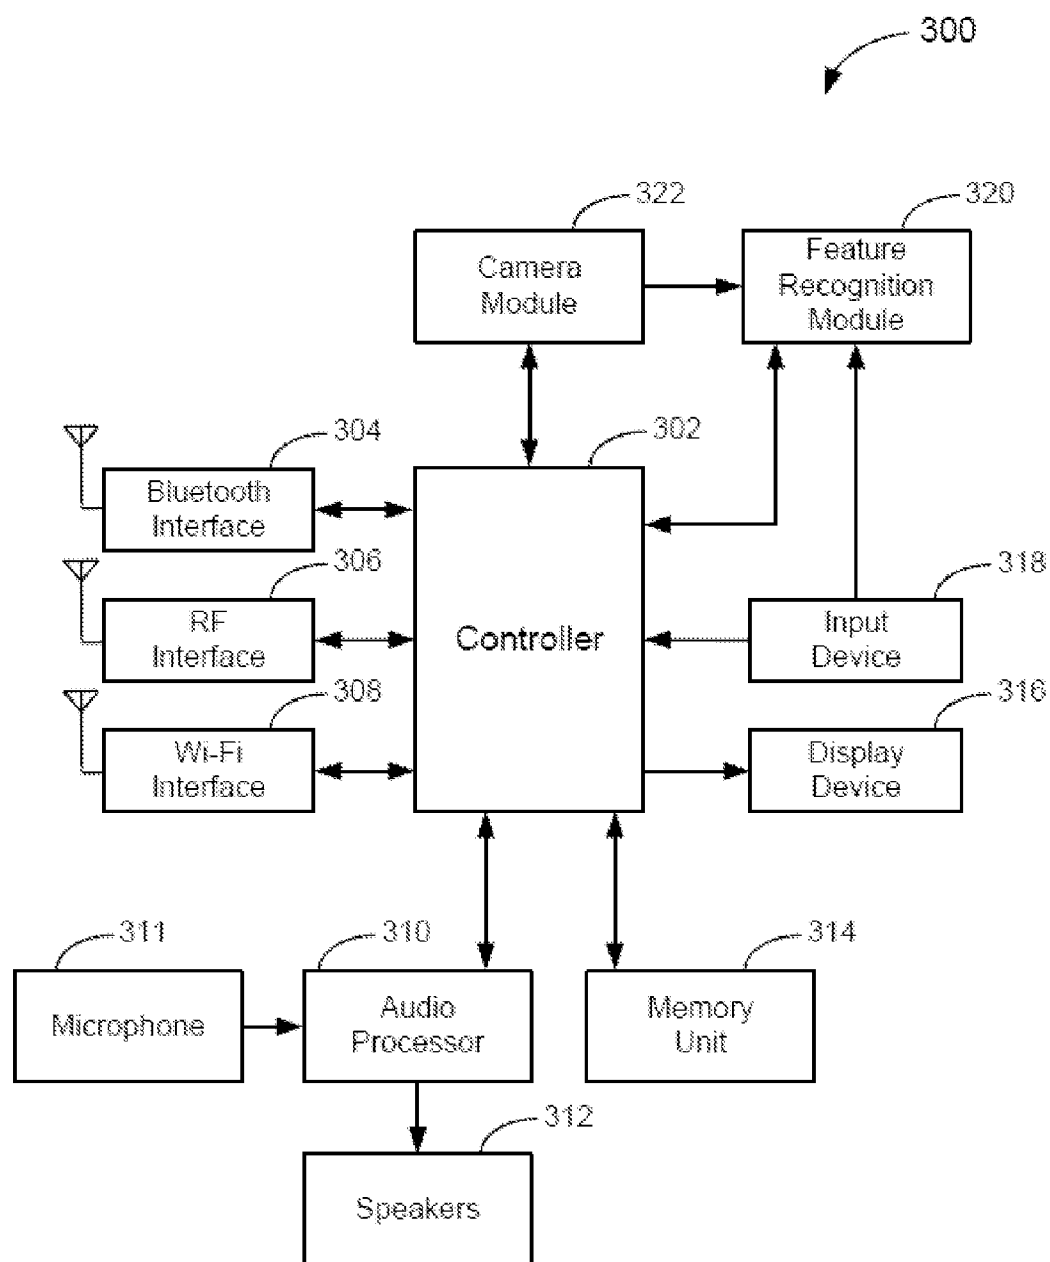 300
322
320
Camera
Module
Feature
Recognition
Module
304
302
Bluetooth
Interface
306
318
RF
Interface
Controller
Input
Device
308
316
Wi-Fi
Interface
Display
Device
311
310
314
Microphone
Audio
Processor
Memory
Unit
312
Speakers